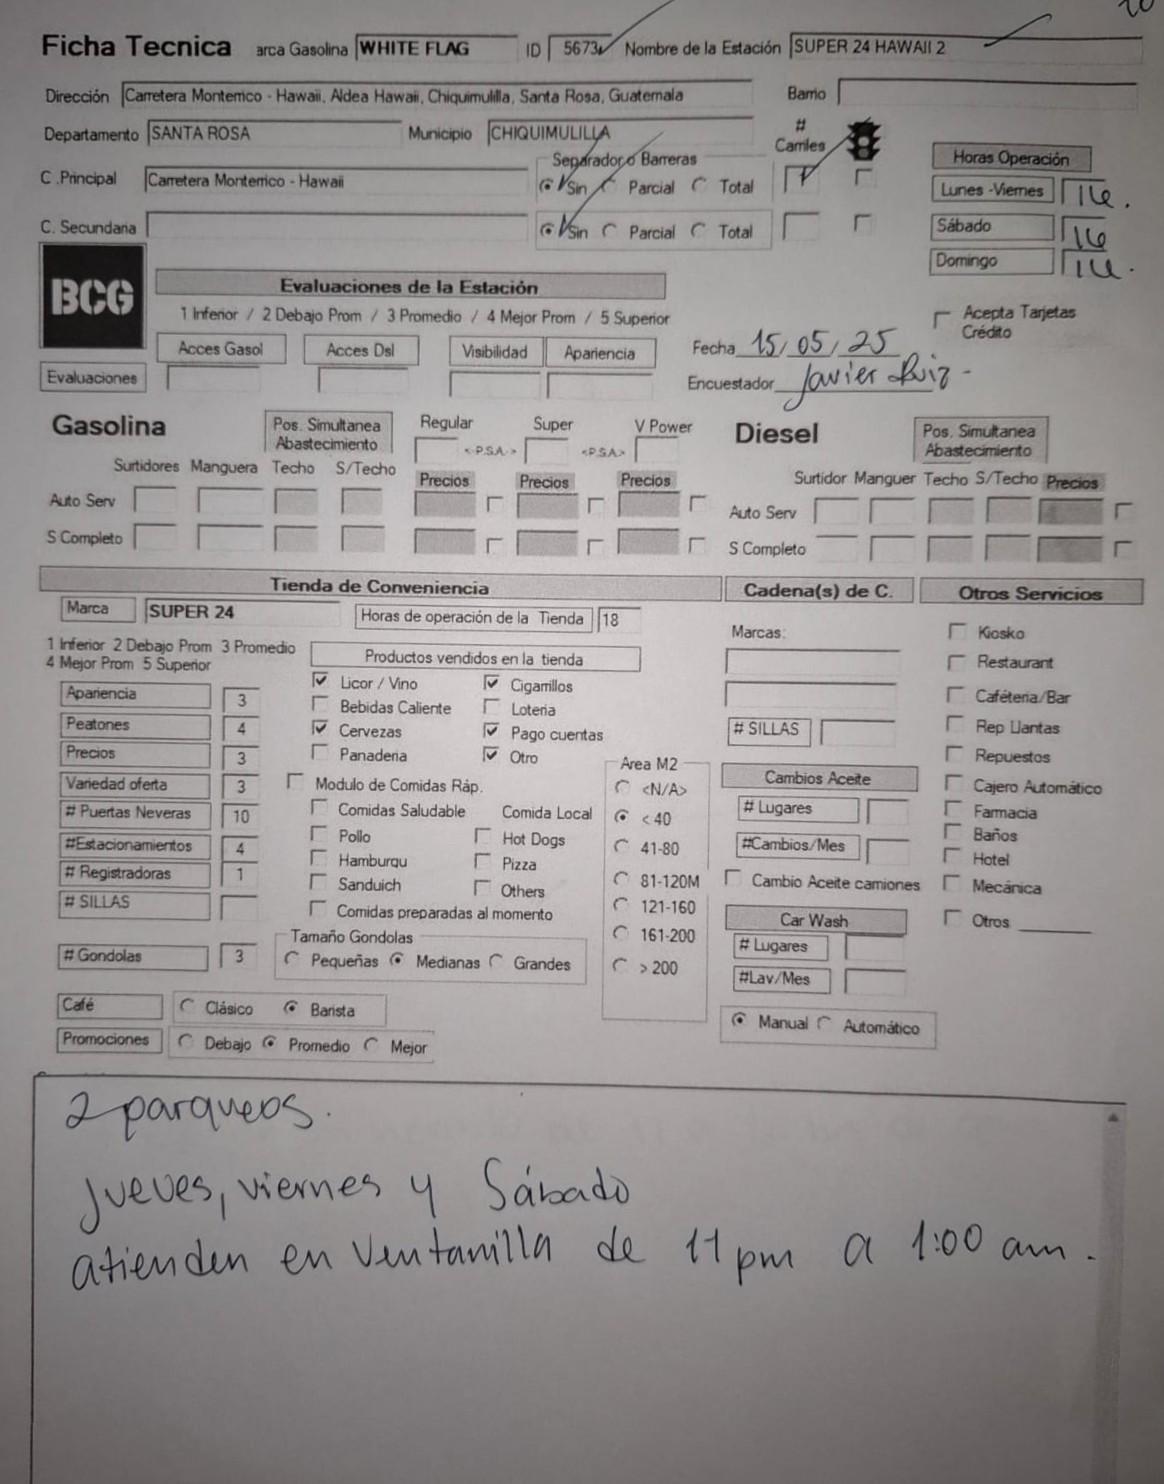 Ficha Tecnica arca Gasolina WHITE FLAG ID 5673 Nombre de la Estación SUPER 24 HAWAII 2
Dirección Carretera Monterrico - Hawaii, Aldea Hawaii, Chiquimulilla, Santa Rosa, Guatemala Barrio
Departamento SANTA ROSA Municipio CHIQUIMULILLA # Carriles
Separador o Barreras Horas Operación
C .Principal Carretera Monterrico - Hawaii Sin Parcial Total Lunes -Viernes 16.
C. Secundaria Sin Parcial Total Sábado 16
Domingo 16.
BCG
Evaluaciones de la Estación
1 Inferior / 2 Debajo Prom / 3 Promedio / 4 Mejor Prom / 5 Superior Acepta Tarjetas Crédito
Acces Gasol Acces Dsl Visibilidad Apariencia Fecha 15/05/25
Evaluaciones Encuestador Javier Ruiz -
Gasolina Pos. Simultanea Abastecimiento Regular Super V Power Diesel Pos. Simultanea Abastecimiento
<-P.S.A.-> <P.S.A>
Surtidores Manguera Techo S/Techo Precios Precios Precios Surtidor Manguer Techo S/Techo Precios
Auto Serv Auto Serv
S Completo S Completo
Tienda de Conveniencia Cadena(s) de C. Otros Servicios
Marca SUPER 24 Horas de operación de la Tienda 18 Marcas: Kiosko
1 Inferior 2 Debajo Prom 3 Promedio
4 Mejor Prom 5 Superior
Productos vendidos en la tienda Restaurant
Apariencia 3 Licor / Vino Cigarrillos Caféteria/Bar
Peatones 4 Bebidas Caliente Loteria # SILLAS Rep Llantas
Precios 3 Cervezas Pago cuentas Repuestos
Panaderia Otro Area M2
Variedad oferta 3 Modulo de Comidas Ráp. <N/A> Cambios Aceite Cajero Automático
# Puertas Neveras 10 Comidas Saludable Comida Local < 40 # Lugares Farmacia
#Estacionamientos 4 Pollo Hot Dogs 41-80 #Cambios/Mes Baños
# Registradoras 1 Hamburqu Pizza Hotel
# SILLAS Sanduich Others 81-120M Cambio Aceite camiones Mecánica
Comidas preparadas al momento 121-160 Car Wash Otros
Tamaño Gondolas 161-200 # Lugares
# Gondolas 3 Pequeñas Medianas Grandes > 200 #Lav/Mes
Café Clásico Barista Manual Automático
Promociones Debajo Promedio Mejor
2 parqueos.
Jueves, viernes y Sábado
atienden en ventanilla de 11 pm a 1:00 am.